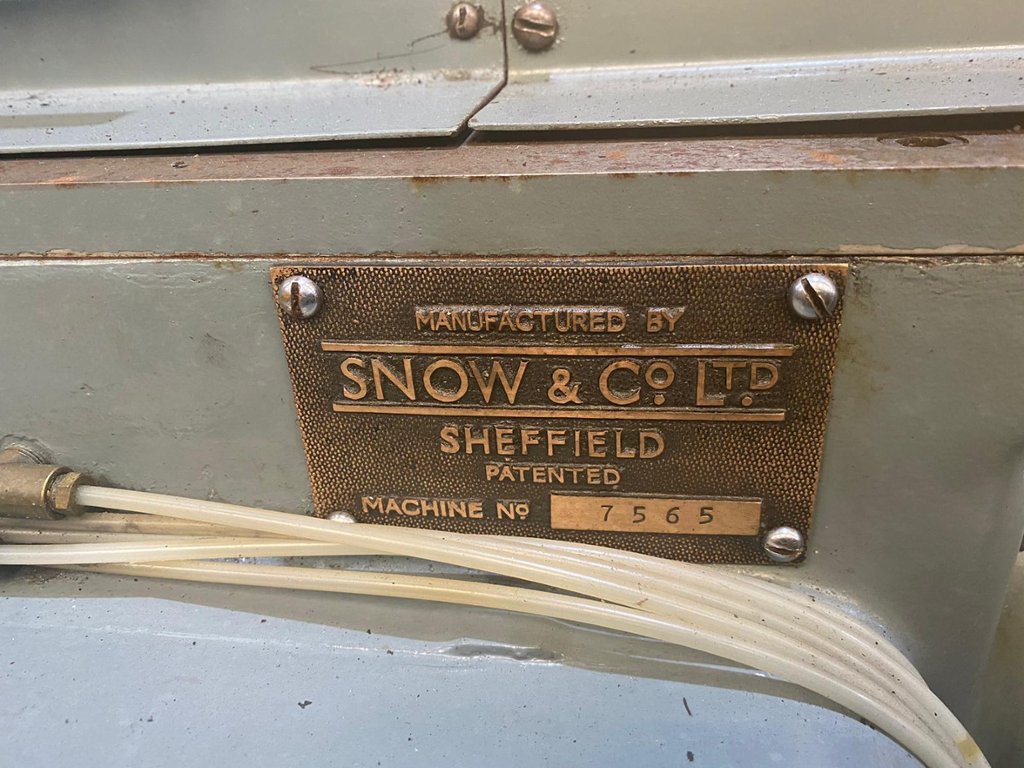 MANUFACTURED BY
SNOW & Co LTD
SHEFFIELD
PATENTED
MACHINE No 7565